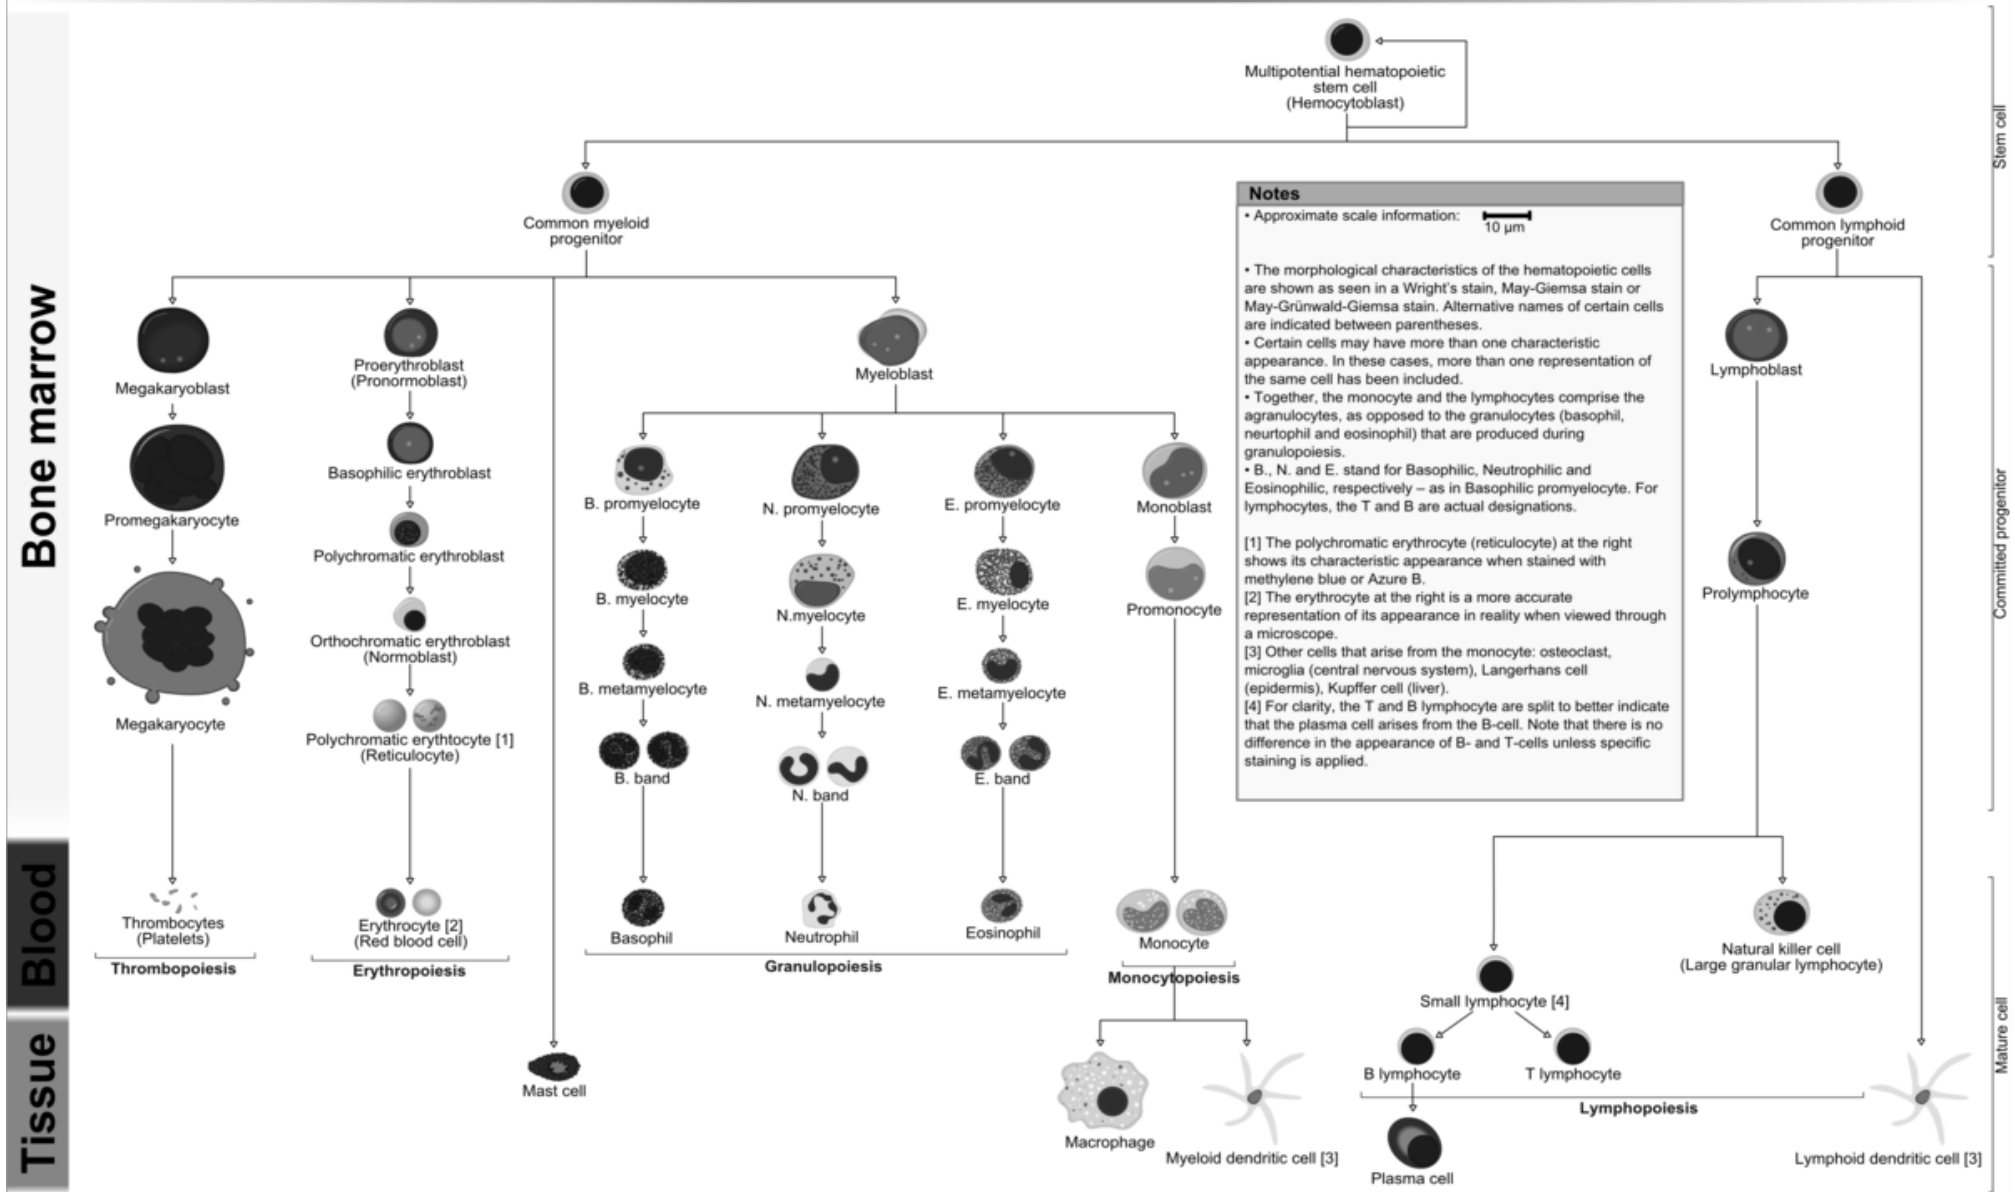 Multipotential hematopoietic
stem cell
(Hemocytoblast)
Common myeloid
progenitor
Common lymphoid
progenitor
Megakaryoblast
Promegakaryocyte
Megakaryocyte
Thrombocytes
(Platelets)
Thrombopoiesis
Proerythroblast
(Pronormoblast)
Basophilic erythroblast
Polychromatic erythroblast
Orthochromatic erythroblast
(Normoblast)
Polychromatic erythtocyte [1]
(Reticulocyte)
Erythrocyte [2]
(Red blood cell)
Erythropoiesis
Mast cell
Myeloblast
B. promyelocyte
B. myelocyte
B. metamyelocyte
B. band
Basophil
N. promyelocyte
N.myelocyte
N. metamyelocyte
N. band
Neutrophil
E. promyelocyte
E. myelocyte
E. metamyelocyte
E. band
Eosinophil
Granulopoiesis
Monoblast
Promonocyte
Monocyte
Monocytopoiesis
Macrophage
Myeloid dendritic cell [3]
Notes
• Approximate scale information:
10 µm
• The morphological characteristics of the hematopoietic cells
are shown as seen in a Wright's stain, May-Giemsa stain or
May-Grünwald-Giemsa stain. Alternative names of certain cells
are indicated between parentheses.
• Certain cells may have more than one characteristic
appearance. In these cases, more than one representation of
the same cell has been included.
• Together, the monocyte and the lymphocytes comprise the
agranulocytes, as opposed to the granulocytes (basophil,
neurtophil and eosinophil) that are produced during
granulopoiesis.
• B., N. and E. stand for Basophilic, Neutrophilic and
Eosinophilic, respectively – as in Basophilic promyelocyte. For
lymphocytes, the T and B are actual designations.
[1] The polychromatic erythrocyte (reticulocyte) at the right
shows its characteristic appearance when stained with
methylene blue or Azure B.
[2] The erythrocyte at the right is a more accurate
representation of its appearance in reality when viewed through
a microscope.
[3] Other cells that arise from the monocyte: osteoclast,
microglia (central nervous system), Langerhans cell
(epidermis), Kupffer cell (liver).
[4] For clarity, the T and B lymphocyte are split to better indicate
that the plasma cell arises from the B-cell. Note that there is no
difference in the appearance of B- and T-cells unless specific
staining is applied.
Lymphoblast
Prolymphocyte
Natural killer cell
(Large granular lymphocyte)
Small lymphocyte [4]
B lymphocyte
T lymphocyte
Lymphopoiesis
Plasma cell
Lymphoid dendritic cell [3]
Bone marrow
Blood
Tissue
Stem cell
Committed progenitor
Mature cell